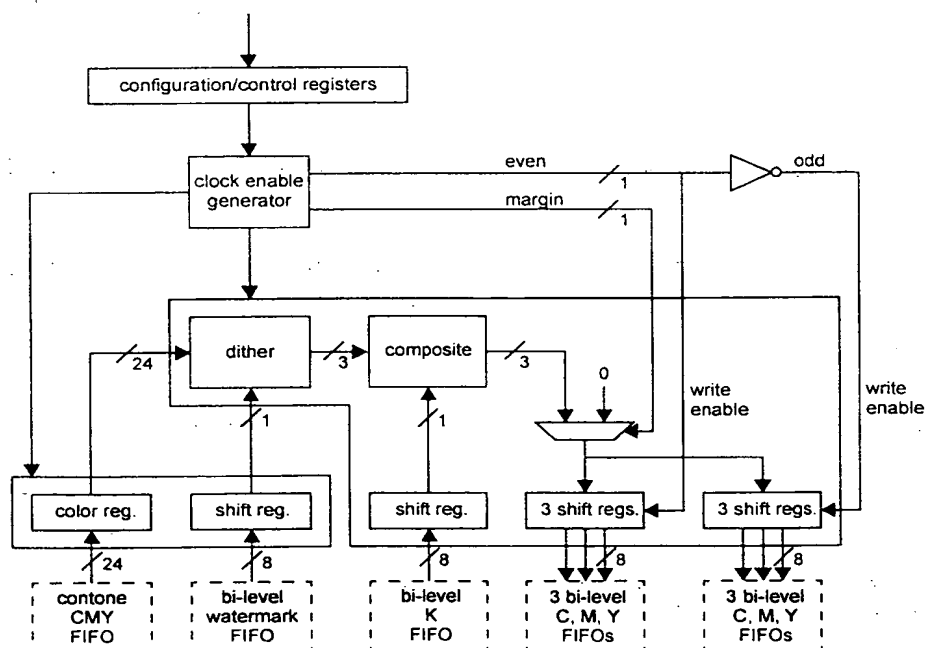 configuration/control registers
clock enable
generator
even
1
odd
margin
1
dither
composite
24
3
3
0
write
enable
write
enable
1
1
color reg.
shift reg.
shift reg.
3 shift regs.
3 shift regs.
24
8
8
8
8
contone
CMY
FIFO
bi-level
watermark
FIFO
bi-level
K
FIFO
3 bi-level
C, M, Y
FIFOs
3 bi-level
C, M, Y
FIFOs